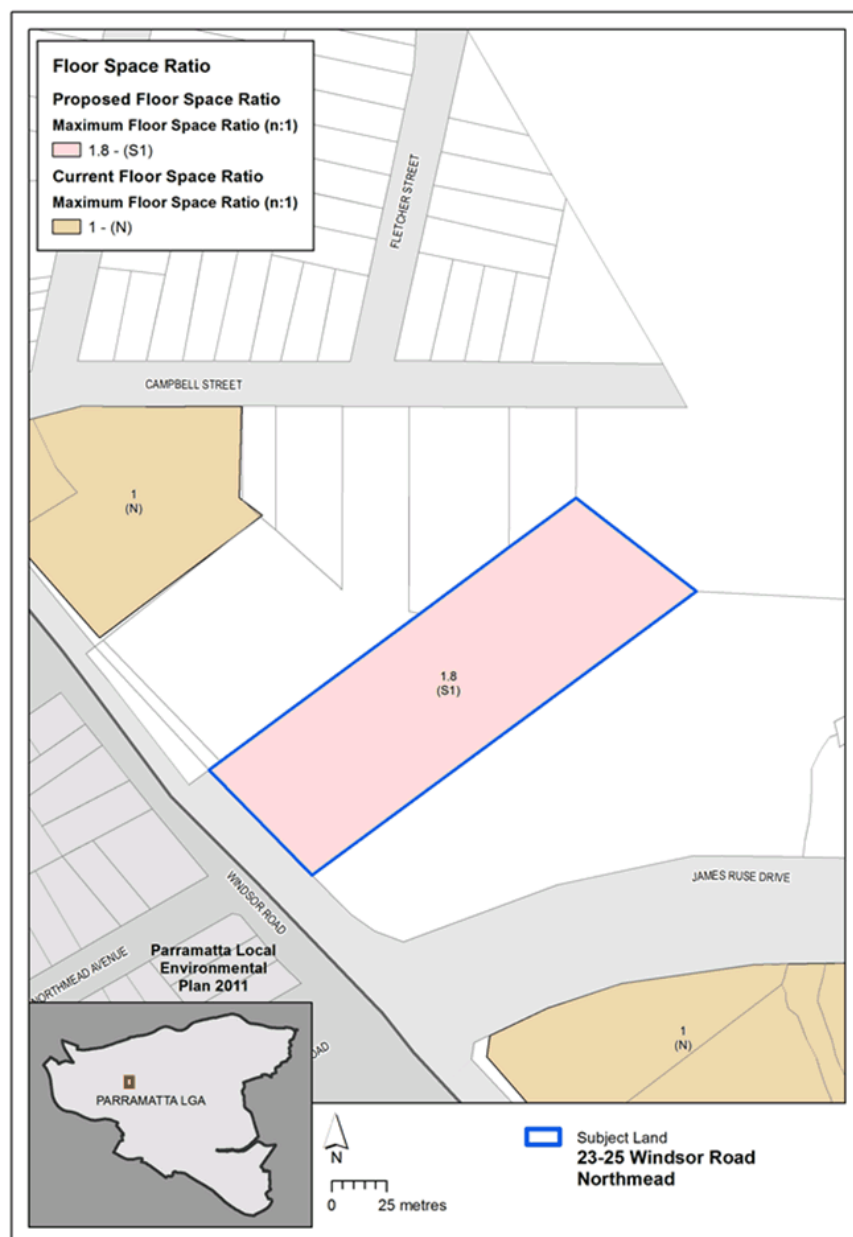 Floor Space Ratio
Proposed Floor Space Ratio
Maximum Floor Space Ratio (n:1)
1.8 - (S1)
Current Floor Space Ratio
Maximum Floor Space Ratio (n:1)
1 - (N)
FLETCHER STREET
CAMPBELL STREET
1
(N)
1.8
(S1)
WINDSOR ROAD
JAMES RUSE DRIVE
NORTHMEAD AVENUE
Parramatta Local
Environmental
Plan 2011
1
(N)
PARRAMATTA LGA
N
0 25 metres
Subject Land
23-25 Windsor Road
Northmead